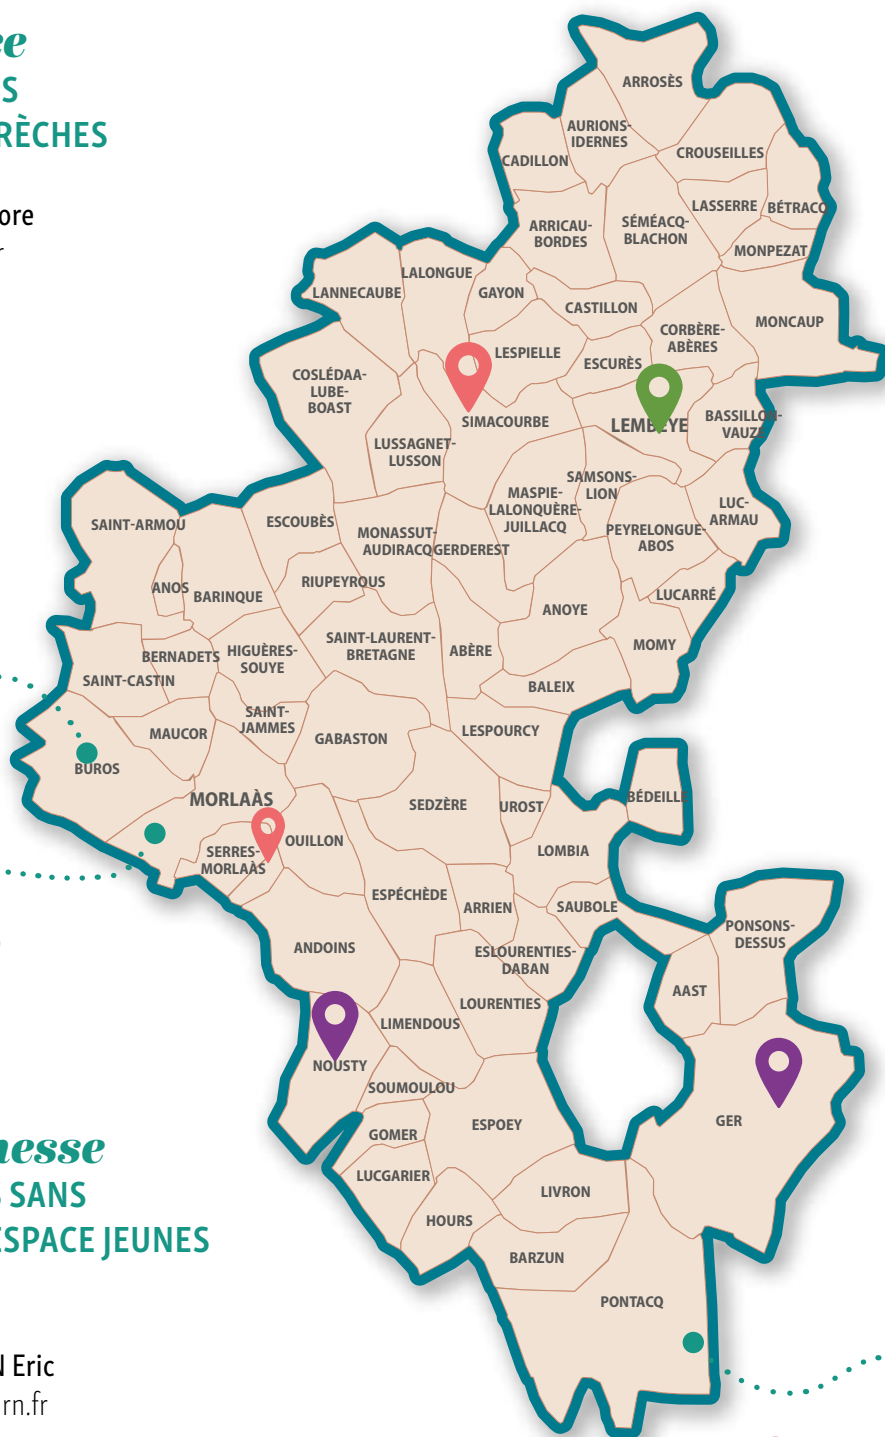 ce
S
RÈCHES
ore
r
ARROSÈS
AURIONS-
IDERNES
CADILLON
CROUSEILLES
LASSERRE
BÉTRACQ
ARRICAU-
BORDES
SÉMÉACQ-
BLACHON
MONPEZAT
LALONGUE
LANNECAUBE
GAYON
CASTILLON
MONCAUP
CORBÈRE-
ABÈRES
LESPIELLE
ESCURÈS
COSLÉDAA-
LUBE-
BOAST
SIMACOURBE
LEMBEYE
BASSILLON-
VAUZÉ
LUSSAGNET-
LUSSON
SAMSONS-
LION
MASPIE-
LALONQUÈRE-
JUILLACQ
LUC-
ARMAU
SAINT-ARMOU
ESCOUBÈS
MONASSUT-
AUDIRACQ
GERDEREST
PEYRELONGUE-
ABOS
ANOS
BARINQUE
RIUPEYROUS
LUCARRÉ
ANOYE
SAINT-LAURENT-
BRETAGNE
ABÈRE
MOMY
BERNADETS
HIGUÈRES-
SOUYE
SAINT-CASTIN
BALEIX
SAINT-
JAMMES
MAUCOR
GABASTON
LESPOURCY
BUROS
MORLAÀS
SEDZÈRE
UROST
BÉDEILLE
OUILLON
SERRES-
MORLAÀS
LOMBIA
ESPÉCHÈDE
ARRIEN
SAUBOLE
PONSONS-
DESSUS
ANDOINS
ESLOURENTIES-
DABAN
AAST
LOURENTIES
LIMENDOUS
NOUSTY
SOUMOULOU
GER
ESPOEY
GOMER
LUCGARIER
LIVRON
HOURS
BARZUN
PONTACQ
nesse
SANS
ESPACE JEUNES
N Eric
rn.fr